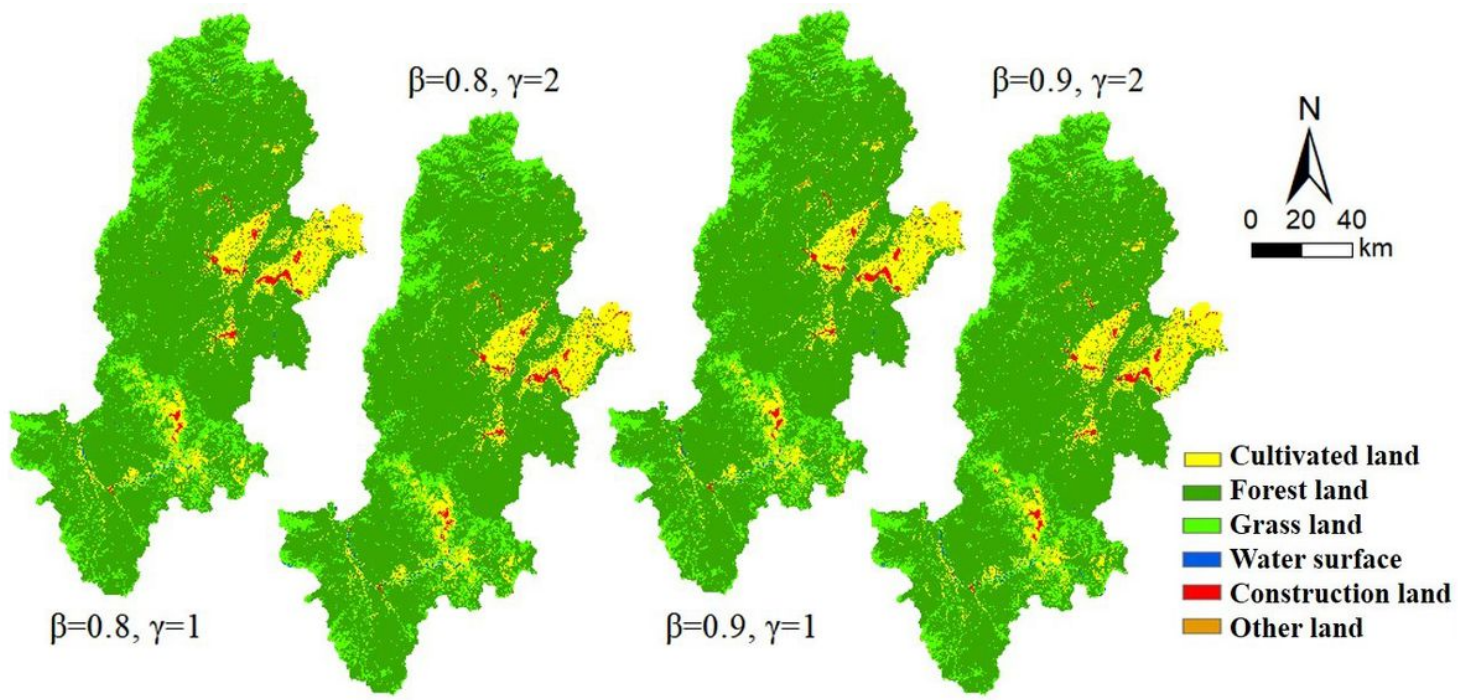 β=0.8, γ=2
β=0.9, γ=2
N
0 20 40
km
Cultivated land
Forest land
Grass land
Water surface
Construction land
Other land
β=0.8, γ=1
β=0.9, γ=1